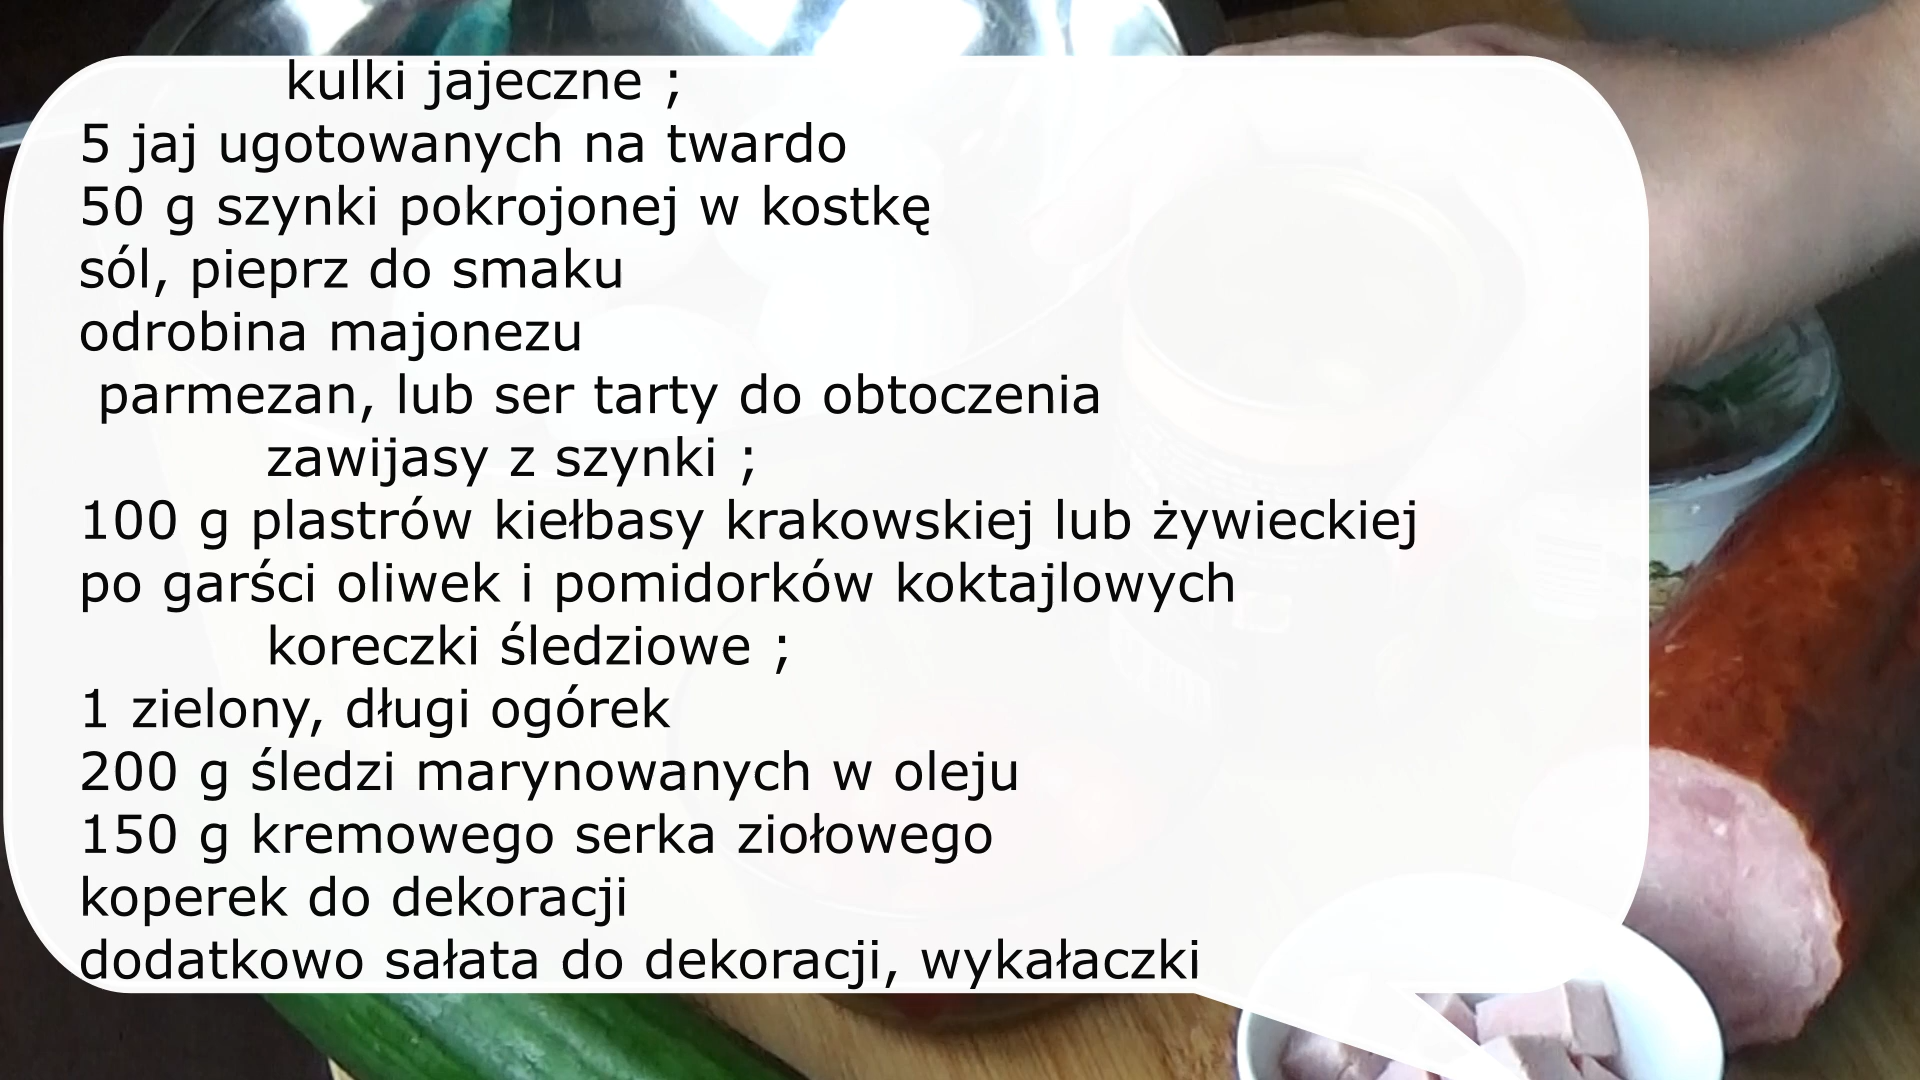 kulki jajeczne ;
5 jaj ugotowanych na twardo
50 g szynki pokrojonej w kostkę
sól, pieprz do smaku
odrobina majonezu
parmezan, lub ser tarty do obtoczenia
zawijasy z szynki ;
100 g plastrów kiełbasy krakowskiej lub żywieckiej
po garści oliwek i pomidorków koktajlowych
koreczki śledziowe ;
1 zielony, długi ogórek
200 g śledzi marynowanych w oleju
150 g kremowego serka ziołowego
koperek do dekoracji
dodatkowo sałata do dekoracji, wykałaczki